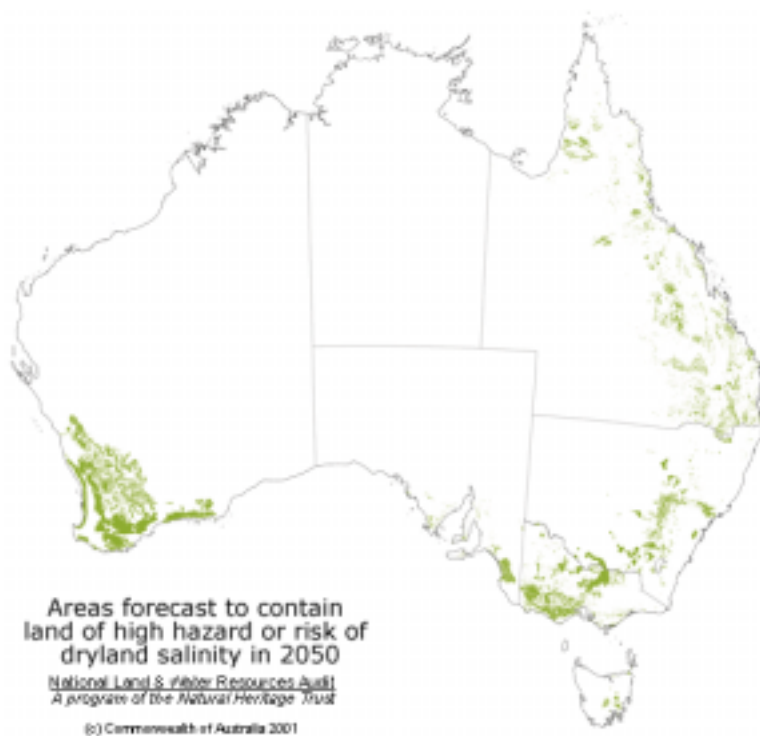 Areas forecast to contain
land of high hazard or risk of
dryland salinity in 2050
National Land & Water Resources Audit
A program of the Natural Heritage Trust
(c) Commonwealth of Australia 2001